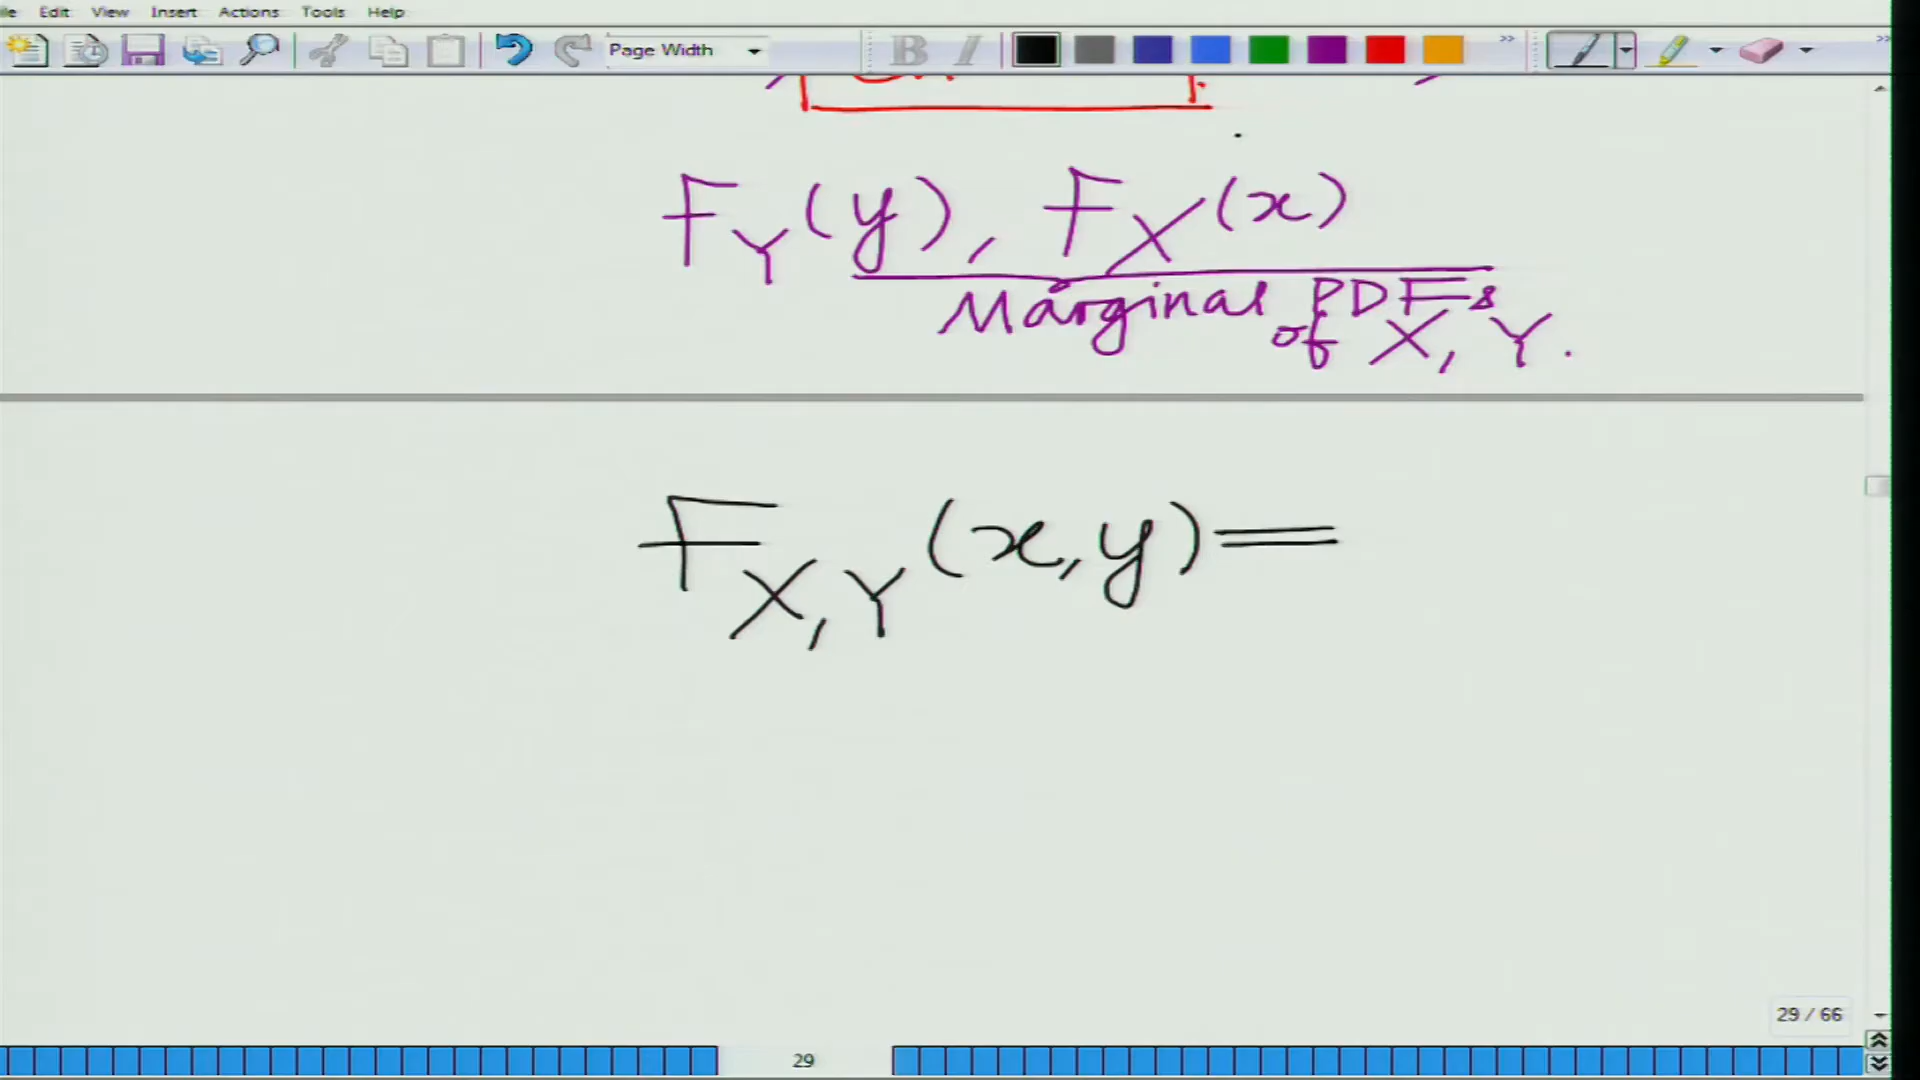 File Edit View Insert Actions Tools Help
Page Width B I
F_Y(y), F_X(x)
Marginal PDFs
of X, Y.
F_{X,Y}(x,y)=
29 / 66
29